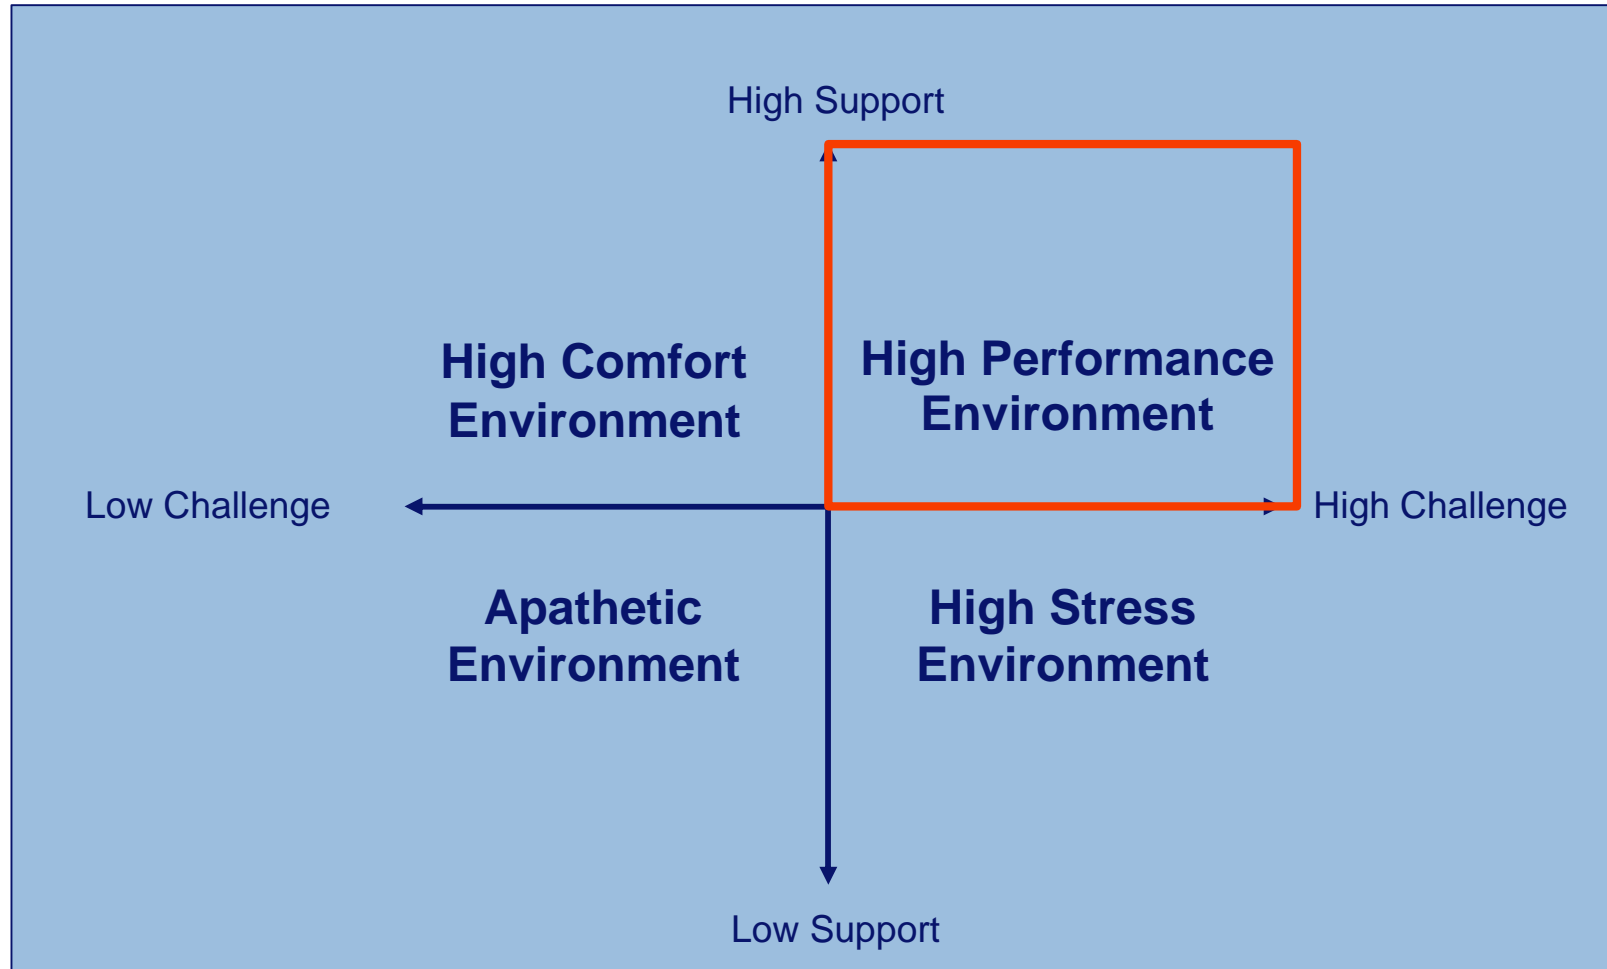 High Support
High Comfort
Environment
High Performance
Environment
Low Challenge
High Challenge
Apathetic
Environment
High Stress
Environment
Low Support